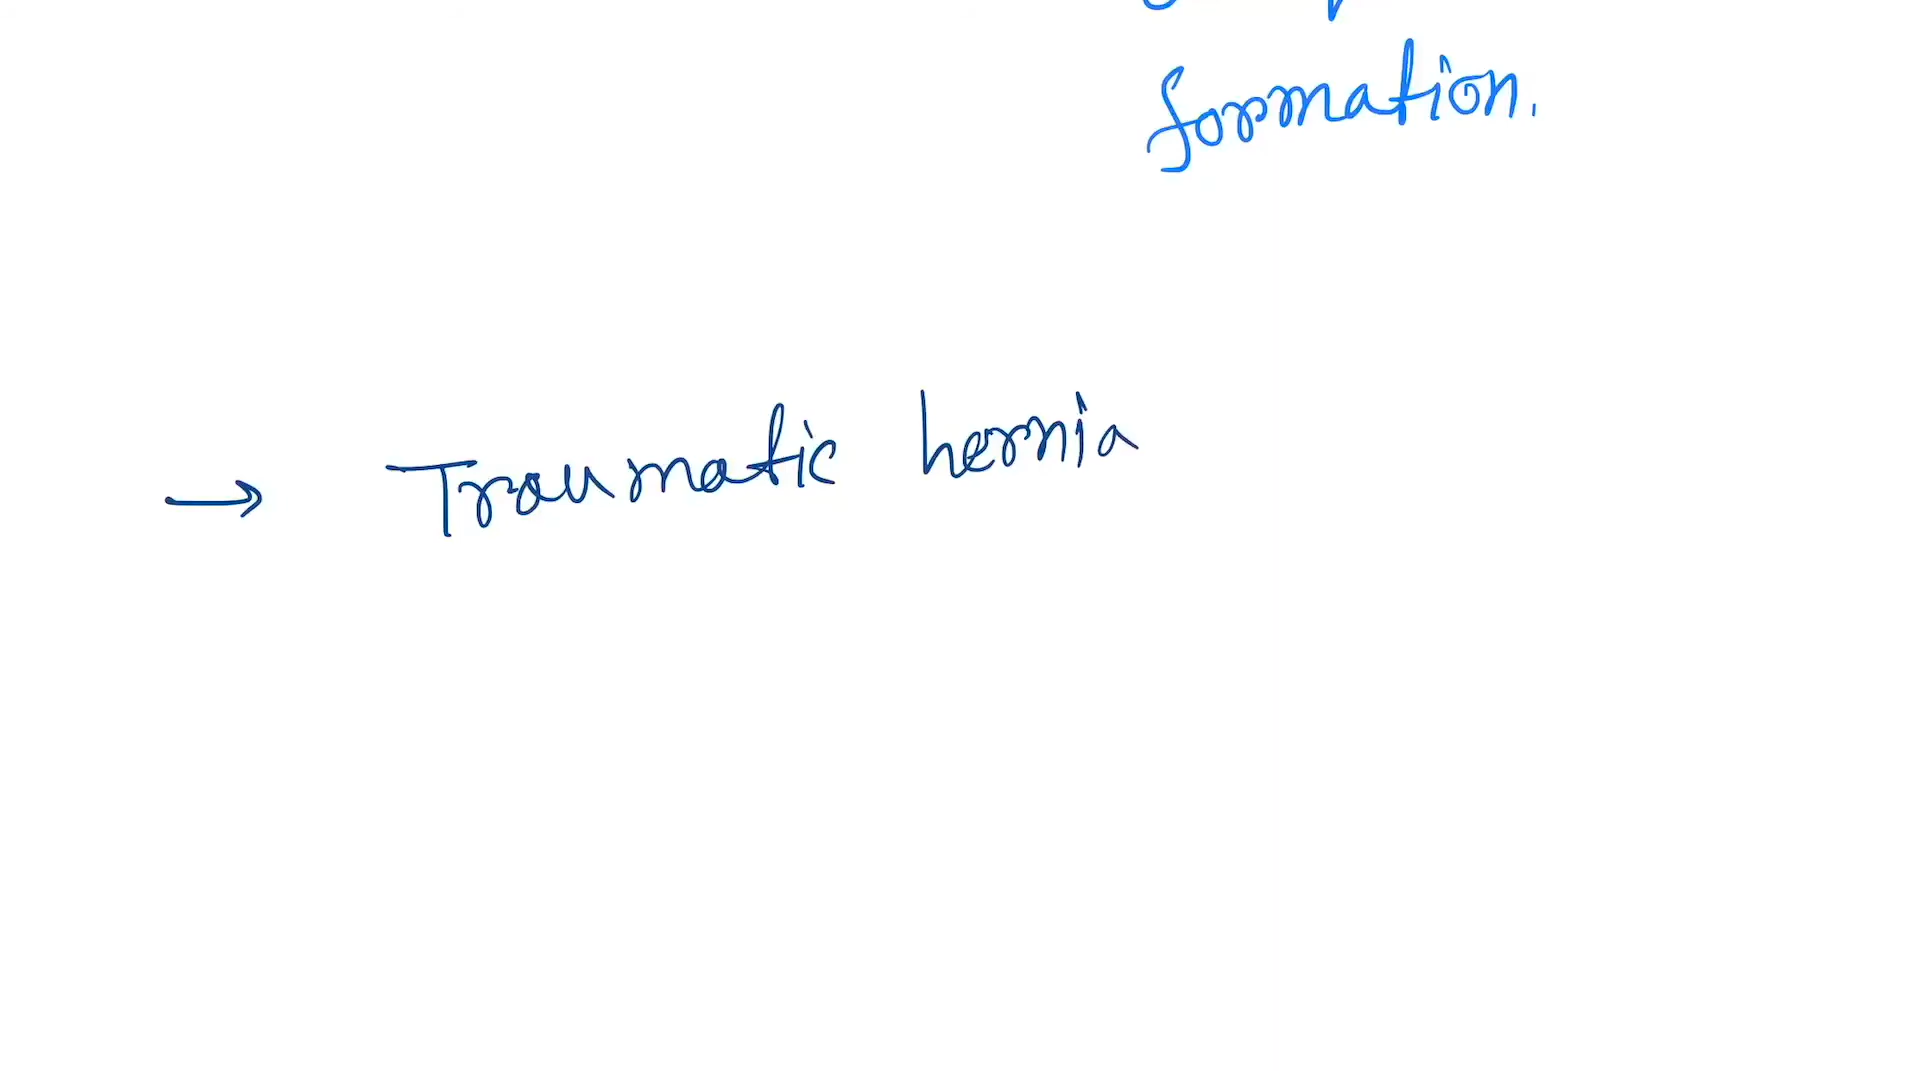 formation.
→ Traumatic hernia